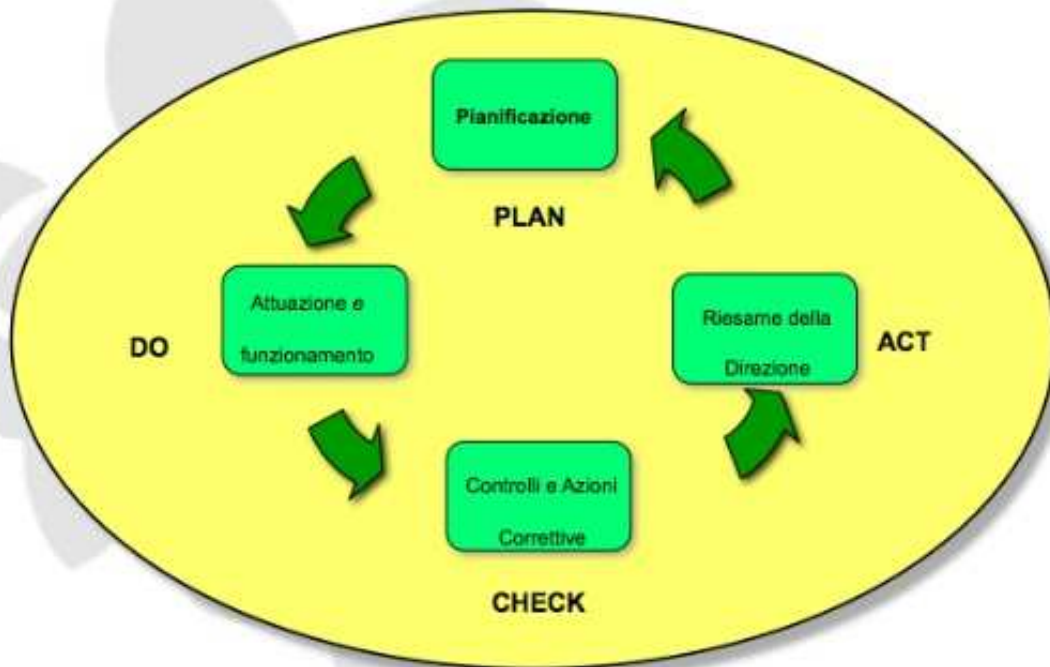 Pianificazione
PLAN
Attuazione e
funzionamento
DO
Riesame della
Direzione
ACT
Controlli e Azioni
Correttive
CHECK